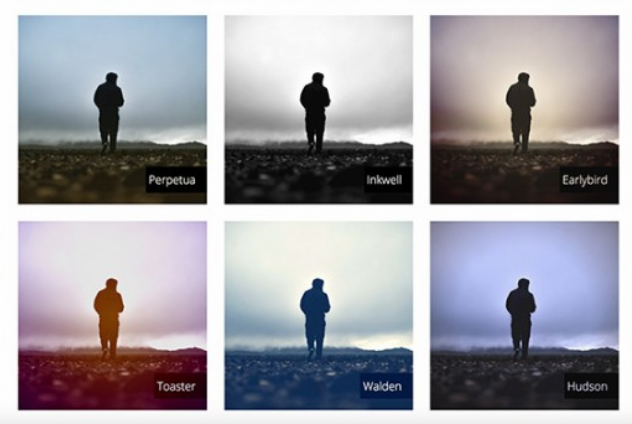 Perpetua
Inkwell
Earlybird
Toaster
Walden
Hudson